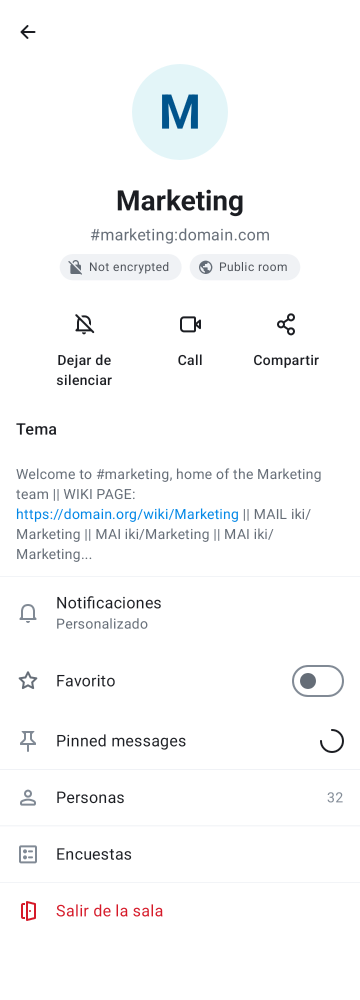 M
Marketing
#marketing:domain.com
Not encrypted
Public room
Dejar de
silenciar
Call
Compartir
Tema
Welcome to #marketing, home of the Marketing
team || WIKI PAGE:
https://domain.org/wiki/Marketing || MAIL iki/
Marketing || MAI iki/Marketing || MAI iki/
Marketing...
Notificaciones
Personalizado
Favorito
Pinned messages
Personas 32
Encuestas
Salir de la sala